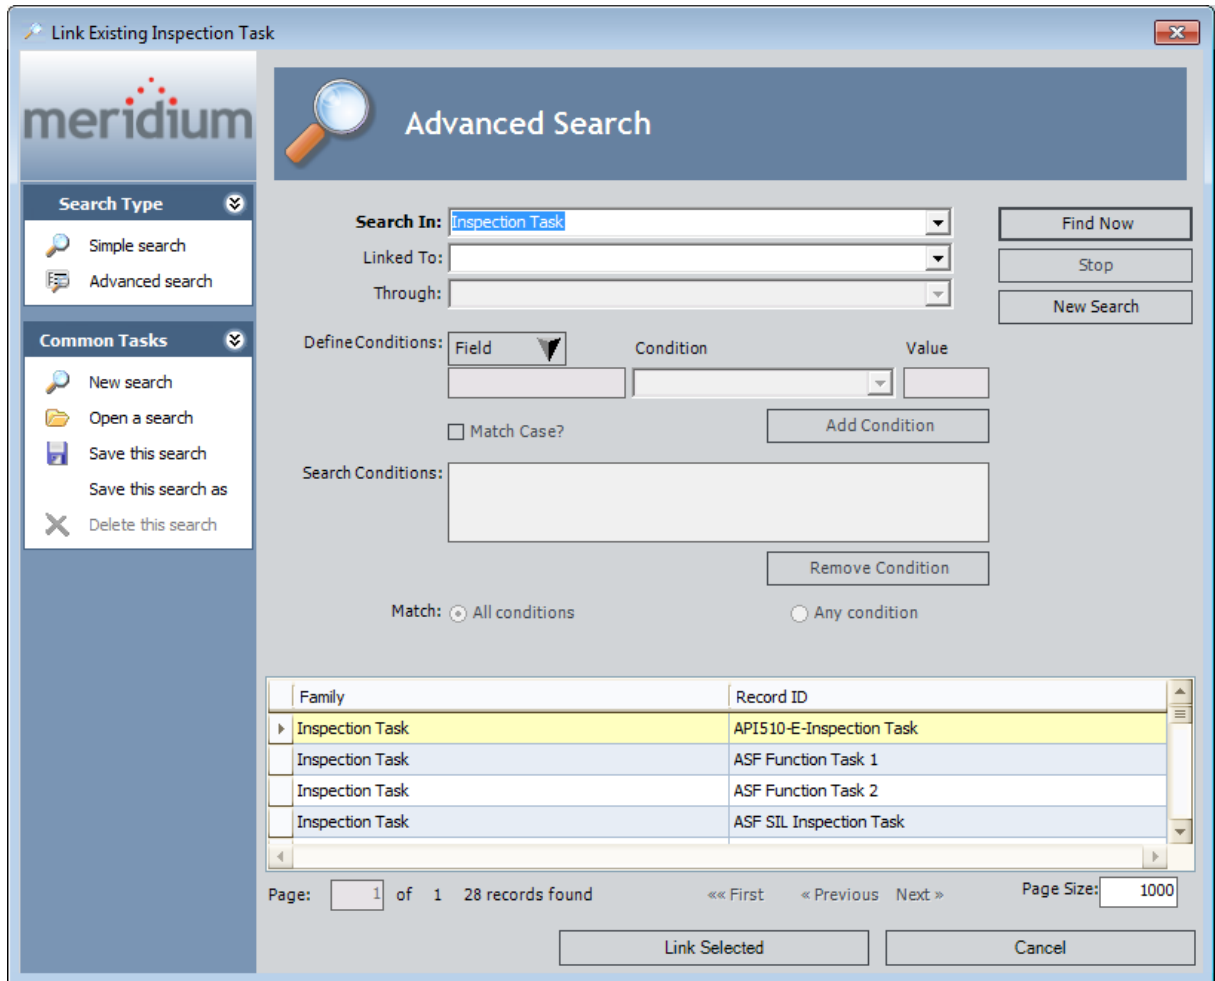 Link Existing Inspection Task
meridium
Advanced Search
Search Type
Simple search
Advanced search
Common Tasks
New search
Open a search
Save this search
Save this search as
Delete this search
Search In: Inspection Task
Linked To:
Through:
Find Now
Stop
New Search
Define Conditions: Field Condition Value
Match Case? Add Condition
Search Conditions:
Remove Condition
Match: All conditions Any condition
Family Record ID
Inspection Task API510-E-Inspection Task
Inspection Task ASF Function Task 1
Inspection Task ASF Function Task 2
Inspection Task ASF SIL Inspection Task
Page: 1 of 1 28 records found «« First « Previous Next » Page Size: 1000
Link Selected Cancel